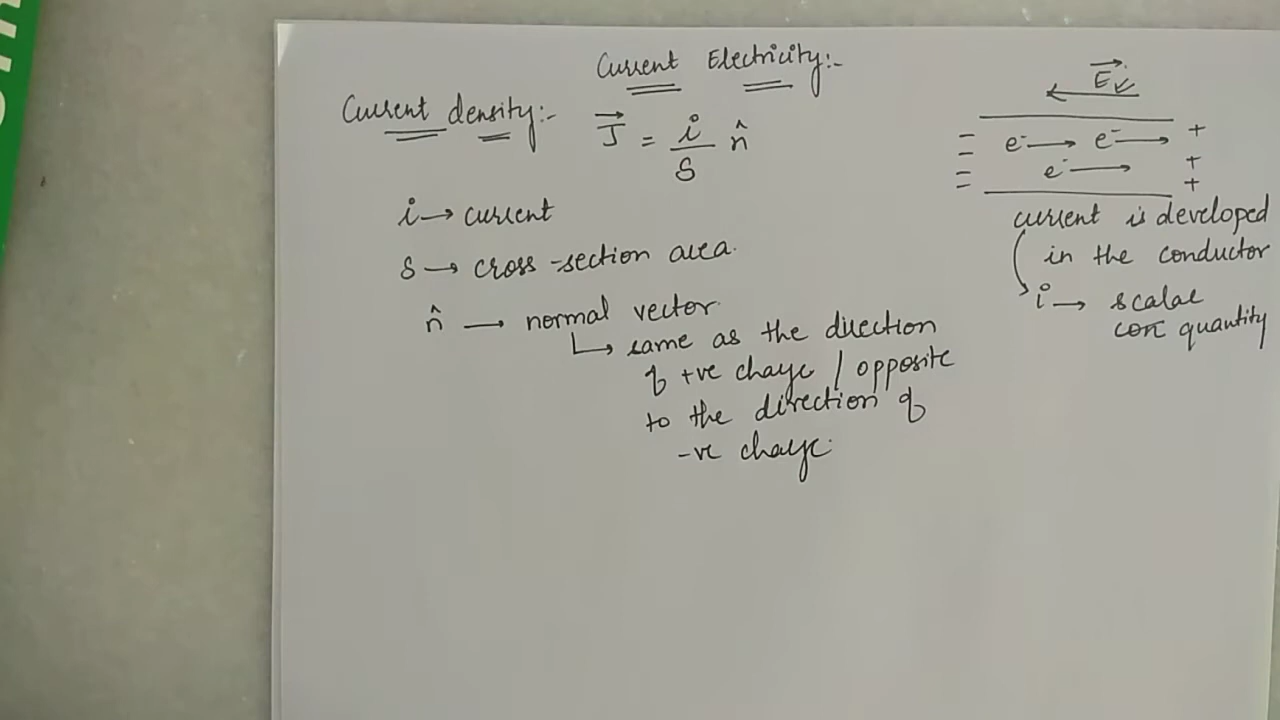 Current Electricity:-
Current density:- J⃗ = i/s n̂
i → current
s → cross-section area.
n̂ → normal vector.
↳ same as the direction
of +ve charge / opposite
to the direction of
-ve charge.
E⃗
- e⁻→ e⁻→ +
- e⁻→ +
= +
current is developed
in the conductor
i → scalar
quantity